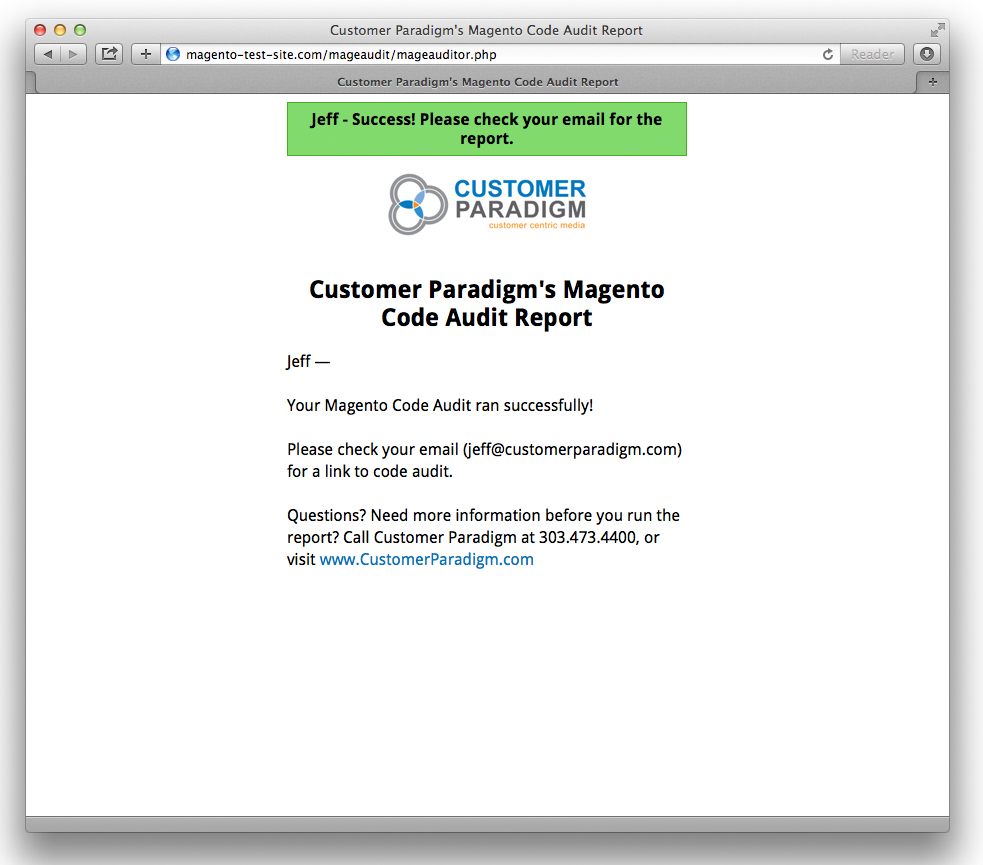 Customer Paradigm's Magento Code Audit Report
magento-test-site.com/mageaudit/mageauditor.php
Reader
Customer Paradigm's Magento Code Audit Report
Jeff - Success! Please check your email for the
report.
CUSTOMER
PARADIGM
customer centric media
Customer Paradigm's Magento
Code Audit Report
Jeff —
Your Magento Code Audit ran successfully!
Please check your email (jeff@customerparadigm.com)
for a link to code audit.
Questions? Need more information before you run the
report? Call Customer Paradigm at 303.473.4400, or
visit www.CustomerParadigm.com